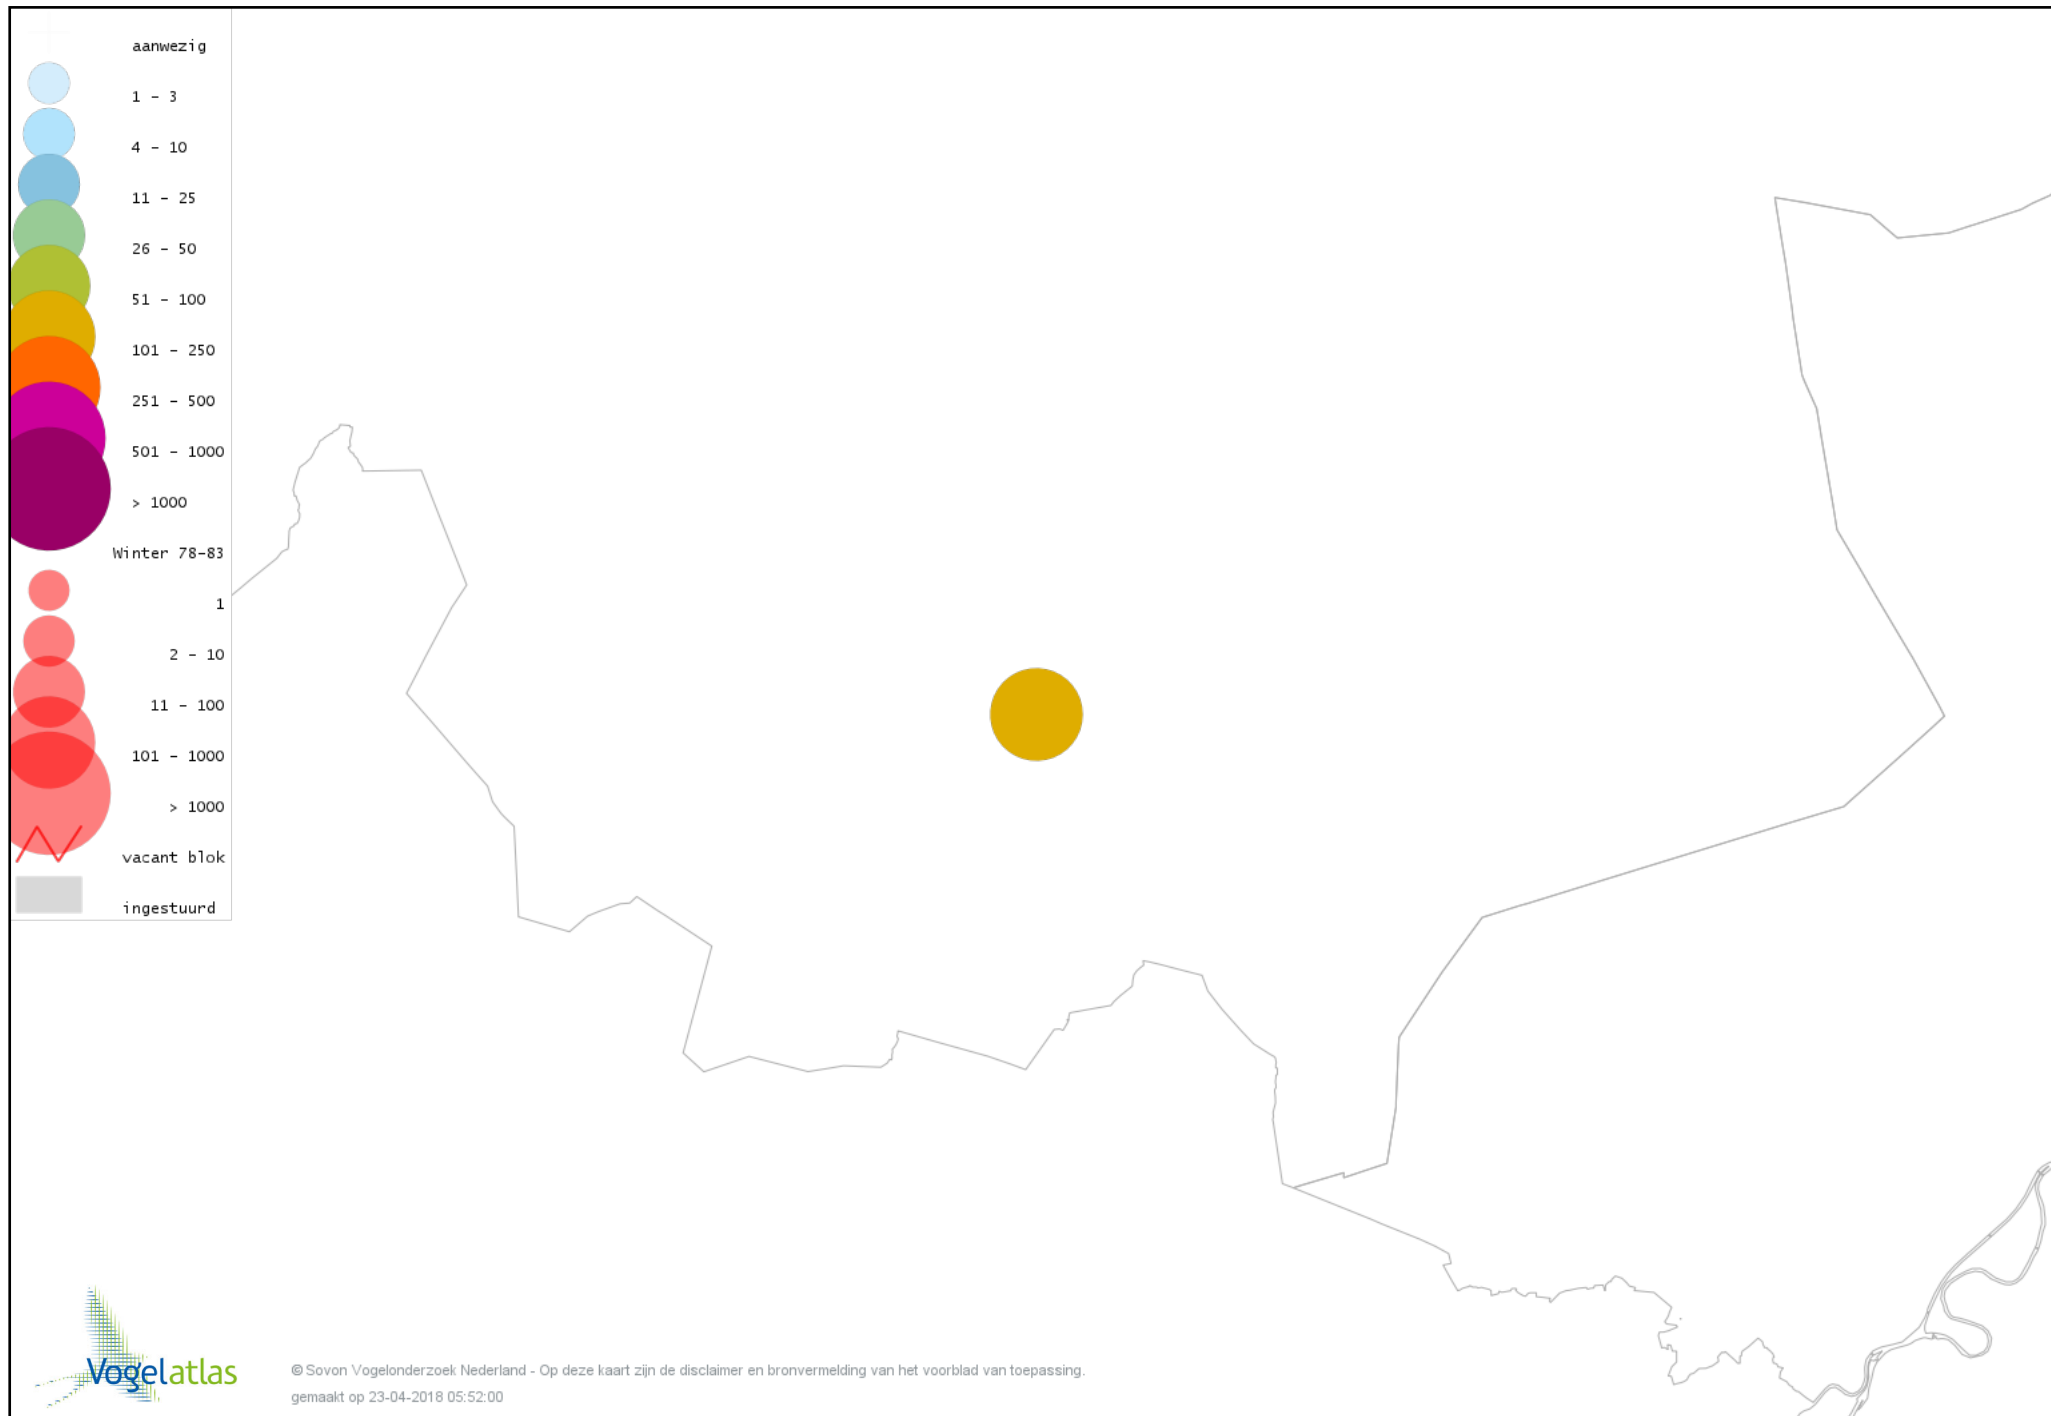 aanwezig
1 - 3
4 - 10
11 - 25
26 - 50
51 - 100
101 - 250
251 - 500
501 - 1000
> 1000
Winter 78-83
1
2 - 10
11 - 100
101 - 1000
> 1000
vacant blok
ingestuurd
Vogelatlas
© Sovon Vogelonderzoek Nederland - Op deze kaart zijn de disclaimer en bronvermelding van het voorblad van toepassing.
gemaakt op 23-04-2018 05:52:00